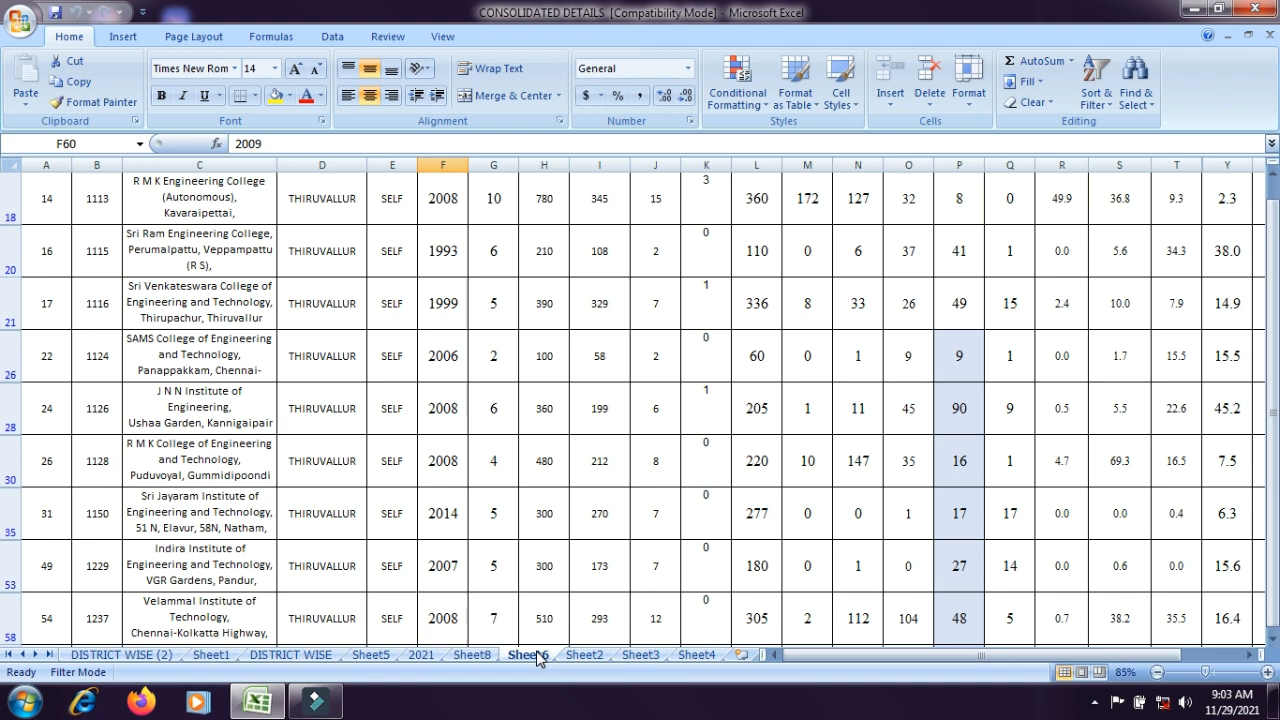 CONSOLIDATED DETAILS [Compatibility Mode] - Microsoft Excel
Home Insert Page Layout Formulas Data Review View
Paste Cut Copy Format Painter Clipboard
Times New Rom 14 B I U A Font
Wrap Text Merge & Center Alignment
General $ % , Number
Conditional Formatting Format as Table Cell Styles Styles
Insert Delete Format Cells
Σ AutoSum Fill Clear Sort & Filter Find & Select Editing
F60 fx 2009
A B C D E F G H I J K L M N O P Q R S T Y
18 14 1113 R M K Engineering College (Autonomous), Kavaraipettai, THIRUVALLUR SELF 2008 10 780 345 15 3 360 172 127 32 8 0 49.9 36.8 9.3 2.3
20 16 1115 Sri Ram Engineering College, Perumalpattu, Veppampattu (R S), THIRUVALLUR SELF 1993 6 210 108 2 0 110 0 6 37 41 1 0.0 5.6 34.3 38.0
21 17 1116 Sri Venkateswara College of Engineering and Technology, Thirupachur, Thiruvallur THIRUVALLUR SELF 1999 5 390 329 7 1 336 8 33 26 49 15 2.4 10.0 7.9 14.9
26 22 1124 SAMS College of Engineering and Technology, Panappakkam, Chennai- THIRUVALLUR SELF 2006 2 100 58 2 0 60 0 1 9 9 1 0.0 1.7 15.5 15.5
28 24 1126 J N N Institute of Engineering, Ushaa Garden, Kannigaipair THIRUVALLUR SELF 2008 6 360 199 6 1 205 1 11 45 90 9 0.5 5.5 22.6 45.2
30 26 1128 R M K College of Engineering and Technology, Puduvoyal, Gummidipoondi THIRUVALLUR SELF 2008 4 480 212 8 0 220 10 147 35 16 1 4.7 69.3 16.5 7.5
35 31 1150 Sri Jayaram Institute of Engineering and Technology, 51 N, Elavur, 58N, Natham, THIRUVALLUR SELF 2014 5 300 270 7 0 277 0 0 1 17 17 0.0 0.0 0.4 6.3
53 49 1229 Indira Institute of Engineering and Technology, VGR Gardens, Pandur, THIRUVALLUR SELF 2007 5 300 173 7 0 180 0 1 0 27 14 0.0 0.6 0.0 15.6
58 54 1237 Velammal Institute of Technology, Chennai-Kolkatta Highway, THIRUVALLUR SELF 2008 7 510 293 12 0 305 2 112 104 48 5 0.7 38.2 35.5 16.4
DISTRICT WISE (2) Sheet1 DISTRICT WISE Sheet5 2021 Sheet8 Sheet6 Sheet2 Sheet3 Sheet4
Ready Filter Mode 85%
9:03 AM
11/29/2021